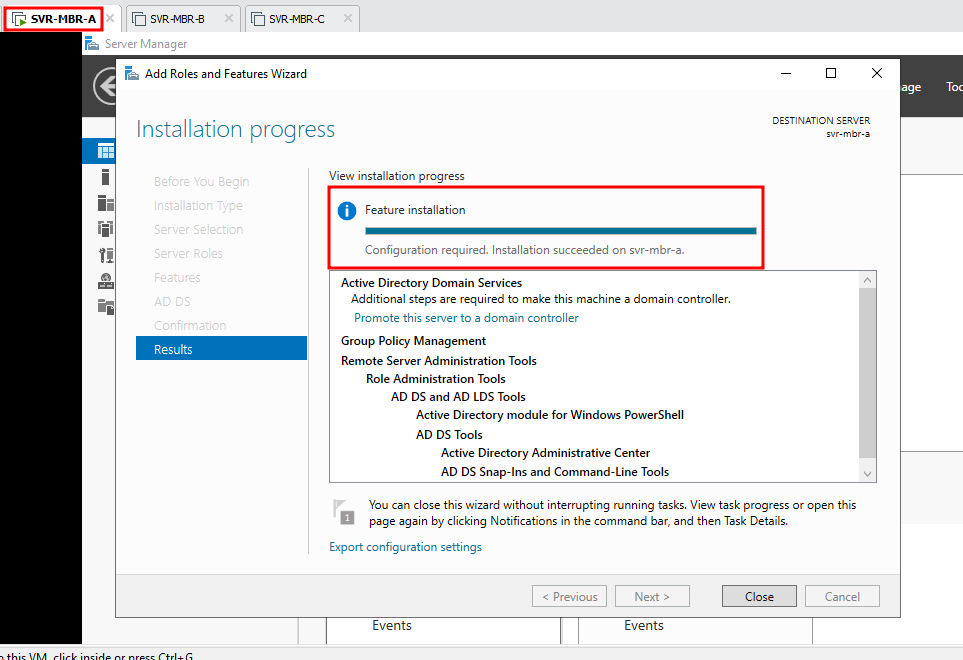 SVR-MBR-A
SVR-MBR-B
SVR-MBR-C
Server Manager
Add Roles and Features Wizard
Installation progress
DESTINATION SERVER
svr-mbr-a
Before You Begin
Installation Type
Server Selection
Server Roles
Features
AD DS
Confirmation
Results
View installation progress
Feature installation
Configuration required. Installation succeeded on svr-mbr-a.
Active Directory Domain Services
Additional steps are required to make this machine a domain controller.
Promote this server to a domain controller
Group Policy Management
Remote Server Administration Tools
Role Administration Tools
AD DS and AD LDS Tools
Active Directory module for Windows PowerShell
AD DS Tools
Active Directory Administrative Center
AD DS Snap-Ins and Command-Line Tools
1
You can close this wizard without interrupting running tasks. View task progress or open this
page again by clicking Notifications in the command bar, and then Task Details.
Export configuration settings
< Previous
Next >
Close
Cancel
Events
Events
this VM, click inside or press Ctrl+G.